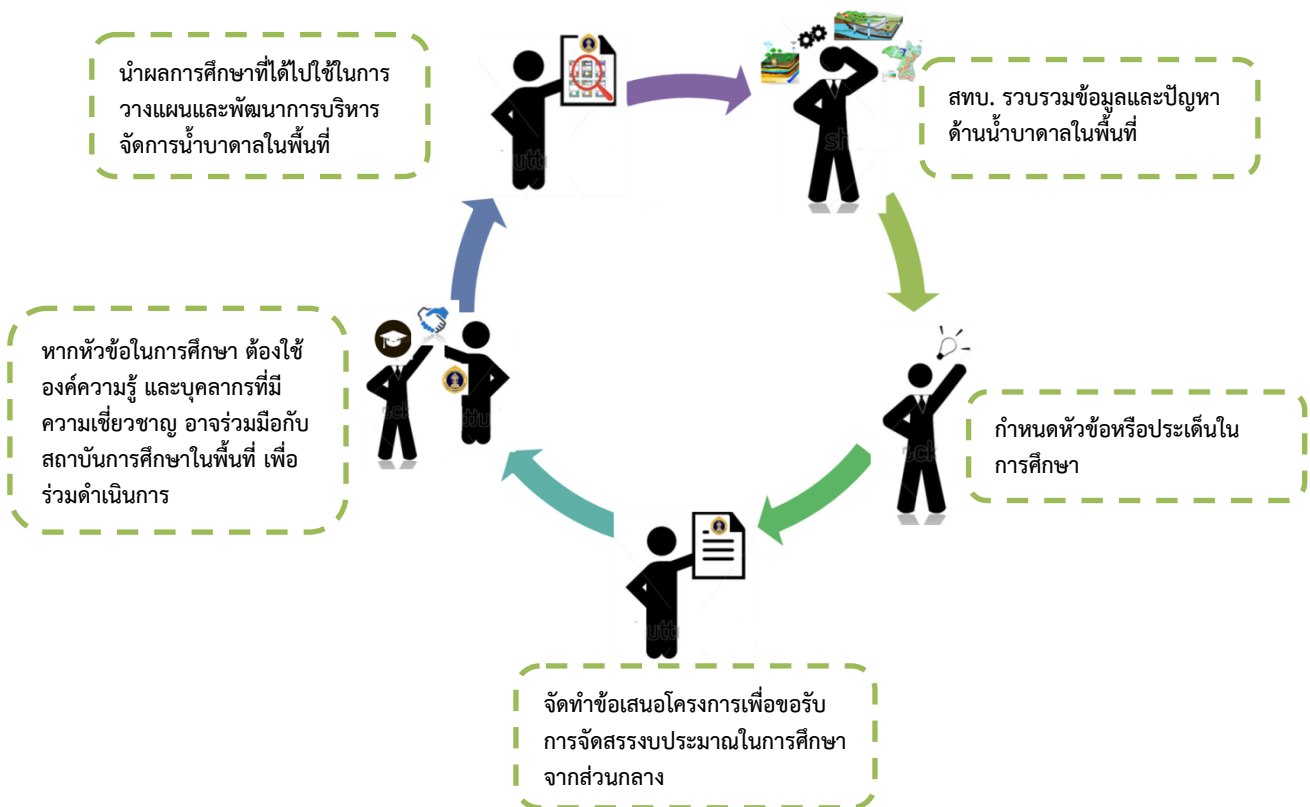 นำผลการศึกษาที่ได้ไปใช้ในการ
วางแผนและพัฒนาการบริหาร
จัดการน้ำบาดาลในพื้นที่
สทบ. รวบรวมข้อมูลและปัญหา
ด้านน้ำบาดาลในพื้นที่
กำหนดหัวข้อหรือประเด็นใน
การศึกษา
จัดทำข้อเสนอโครงการเพื่อขอรับ
การจัดสรรงบประมาณในการศึกษา
จากส่วนกลาง
หากหัวข้อในการศึกษา ต้องใช้
องค์ความรู้ และบุคลากรที่มี
ความเชี่ยวชาญ อาจร่วมมือกับ
สถาบันการศึกษาในพื้นที่ เพื่อ
ร่วมดำเนินการ